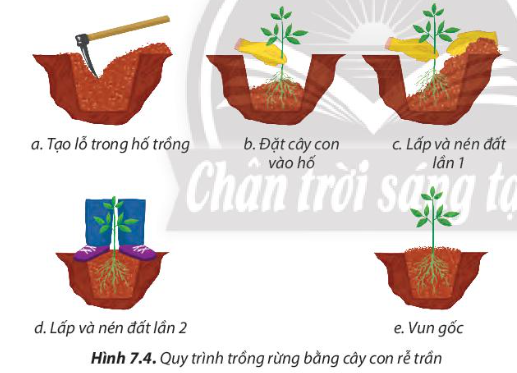 a. Tạo lỗ trong hố trồng
b. Đặt cây con
vào hố
c. Lấp và nén đất
lần 1
Chân trời sáng tạ
d. Lấp và nén đất lần 2
e. Vun gốc
Hình 7.4. Quy trình trồng rừng bằng cây con rễ trần